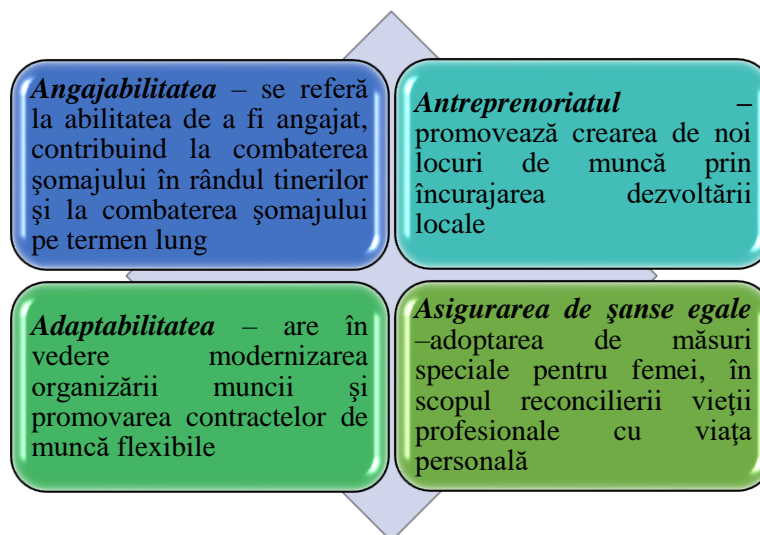 Angajabilitatea – se referă
la abilitatea de a fi angajat,
contribuind la combaterea
şomajului în rândul tinerilor
şi la combaterea şomajului
pe termen lung
Antreprenoriatul –
promovează crearea de noi
locuri de muncă prin
încurajarea dezvoltării
locale
Adaptabilitatea – are în
vedere modernizarea
organizării muncii şi
promovarea contractelor de
muncă flexibile
Asigurarea de şanse egale
–adoptarea de măsuri
speciale pentru femei, în
scopul reconcilierii vieţii
profesionale cu viaţa
personală